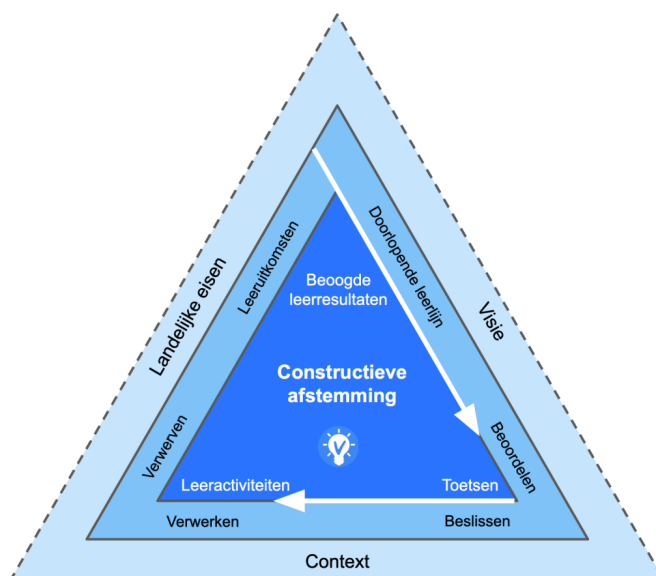 Landelijke eisen
Leeruitkomsten
Doorlopende leerlijn
Visie
Beoogde
leerresultaten
Constructieve
afstemming
Verwerven
Beoordelen
Leeractiviteiten
Toetsen
Verwerken
Beslissen
Context